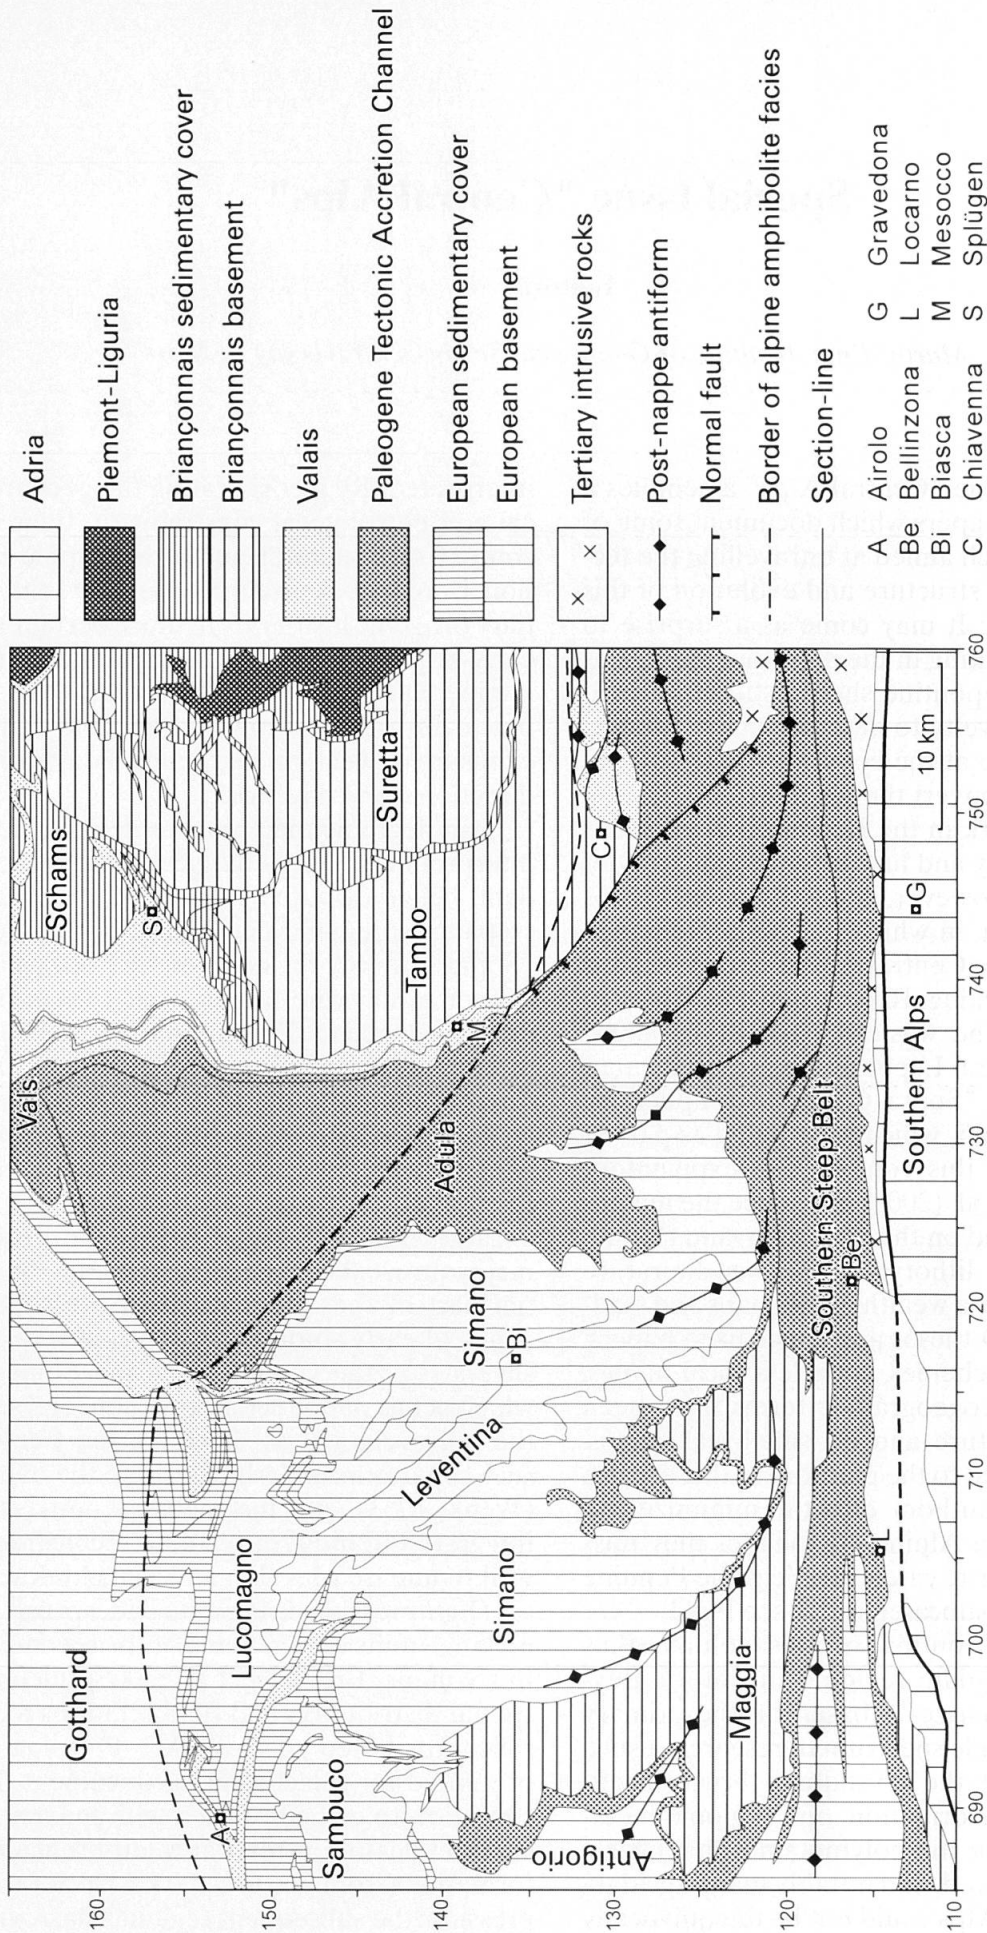 Adria
Piemont-Liguria
Briançonnais sedimentary cover
Briançonnais basement
Valais
Paleogene Tectonic Accretion Channel
European sedimentary cover
European basement
Tertiary intrusive rocks
Post-nappe antiform
Normal fault
Border of alpine amphibolite facies
Section-line
A Airolo G Gravedona
Be Bellinzona L Locarno
Bi Biasca M Mesocco
C Chiavenna S Splügen
Gotthard
Vals
Schams
S
A
Lucomagno
Sambuco
Tambo
Suretta
M
Adula
Simano
Bi
Leventina
Simano
C
Antigorio
Maggia
Southern Steep Belt
Be
L
Southern Alps
G
10 km
160
150
140
130
120
110
690
700
710
720
730
740
750
760